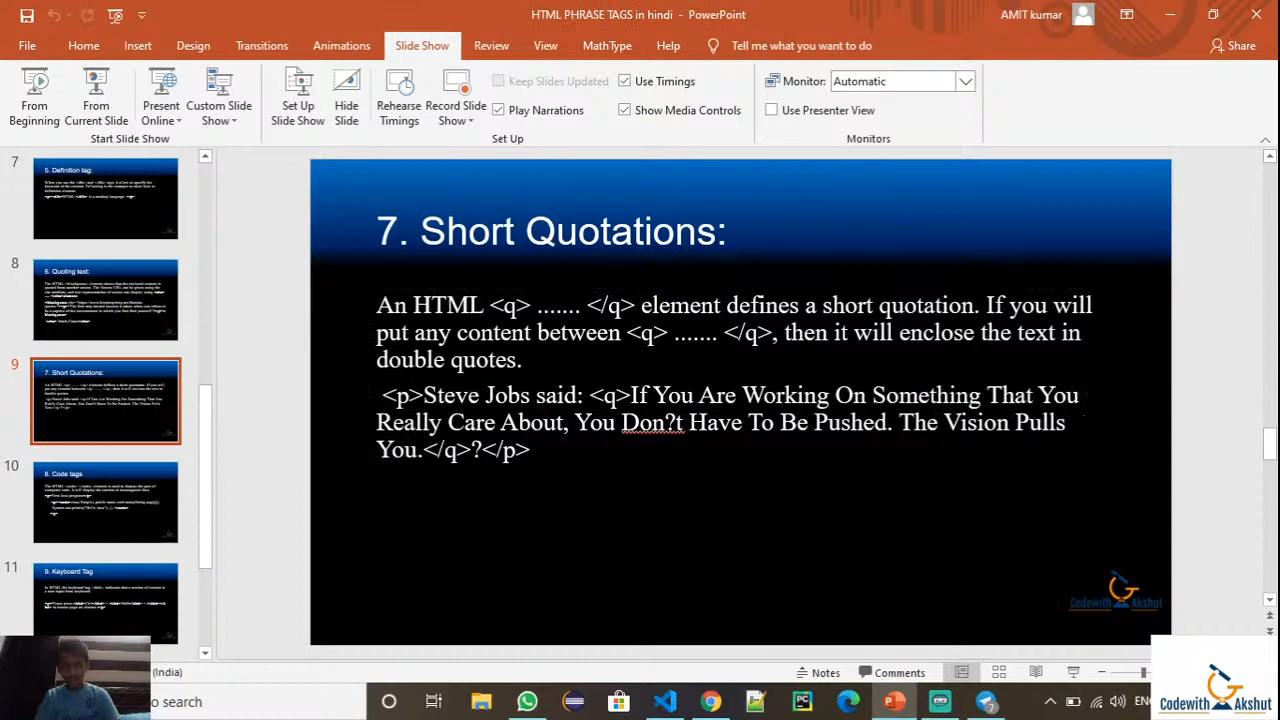 HTML PHRASE TAGS in hindi - PowerPoint
AMIT kumar
File Home Insert Design Transitions Animations Slide Show Review View MathType Help Tell me what you want to do Share
From Beginning
From Current Slide
Present Online
Custom Slide Show
Set Up Slide Show
Hide Slide
Rehearse Timings
Record Slide Show
Keep Slides Updated
Play Narrations
Use Timings
Show Media Controls
Monitor: Automatic
Use Presenter View
Start Slide Show
Set Up
Monitors
7
5. Definition tag:
8
6. Quoting text:
9
7. Short Quotations:
10
8. Code tags
11
9. Keyboard Tag
7. Short Quotations:
An HTML <q> ....... </q> element defines a short quotation. If you will
put any content between <q> ....... </q>, then it will enclose the text in
double quotes.
<p>Steve Jobs said: <q>If You Are Working On Something That You
Really Care About, You Don?t Have To Be Pushed. The Vision Pulls
You.</q>?</p>
Codewith Akshut
(India)
Notes
Comments
o search
ENG
Codewith Akshut